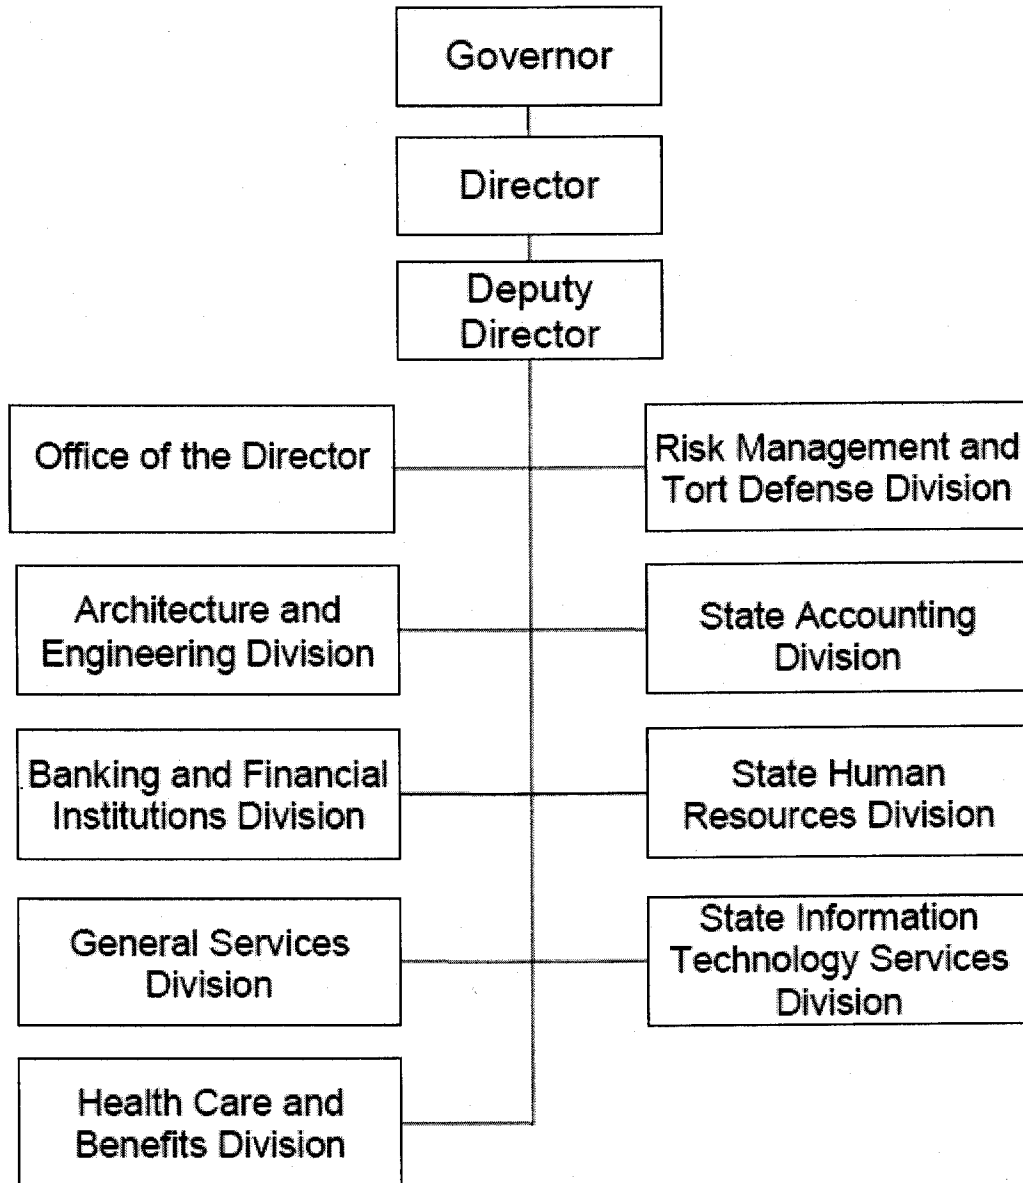 Governor
Director
Deputy
Director
Office of the Director
Risk Management and
Tort Defense Division
Architecture and
Engineering Division
State Accounting
Division
Banking and Financial
Institutions Division
State Human
Resources Division
General Services
Division
State Information
Technology Services
Division
Health Care and
Benefits Division